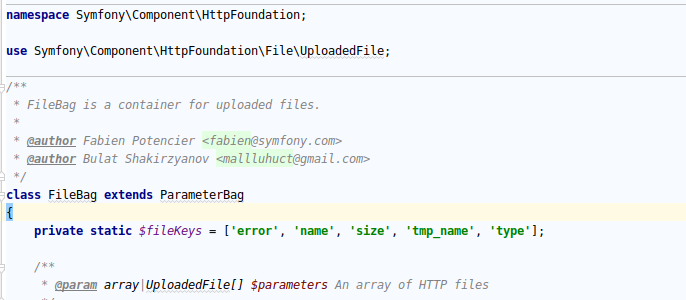 namespace Symfony\Component\HttpFoundation;
use Symfony\Component\HttpFoundation\File\UploadedFile;
/**
 * FileBag is a container for uploaded files.
 *
 * @author Fabien Potencier <fabien@symfony.com>
 * @author Bulat Shakirzyanov <mallluhuct@gmail.com>
 */
class FileBag extends ParameterBag
{
    private static $fileKeys = ['error', 'name', 'size', 'tmp_name', 'type'];
    /**
     * @param array|UploadedFile[] $parameters An array of HTTP files